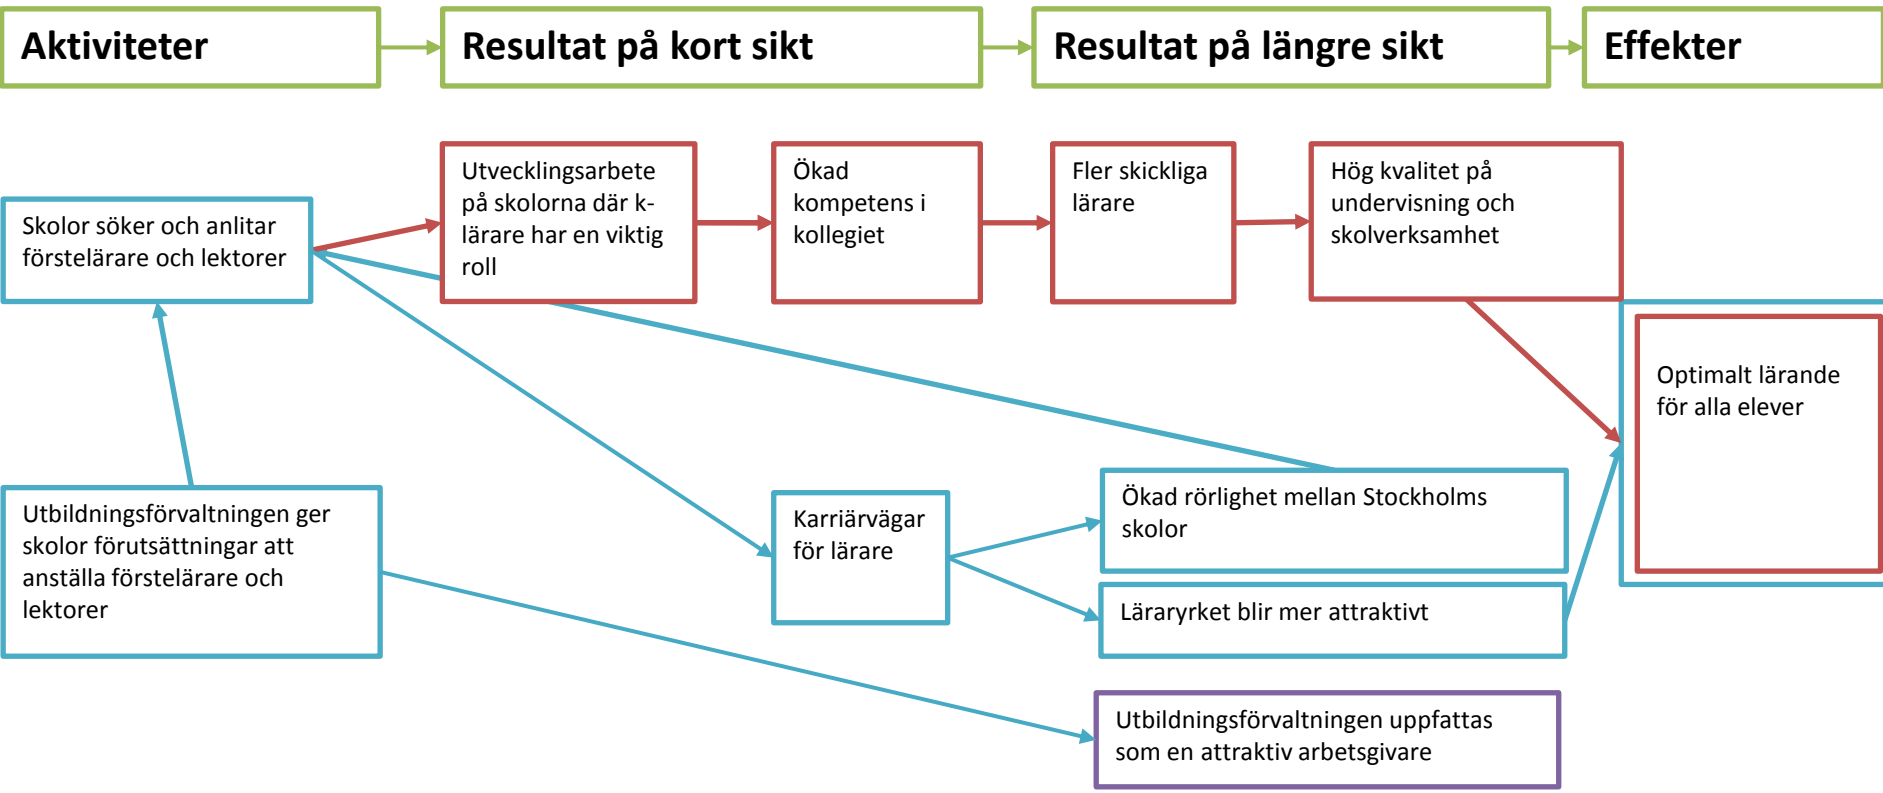 Aktiviteter
Resultat på kort sikt
Resultat på längre sikt
Effekter
Skolor söker och anlitar
förstelärare och lektorer
Utvecklingsarbete
på skolorna där k-
lärare har en viktig
roll
Ökad
kompetens i
kollegiet
Fler skickliga
lärare
Hög kvalitet på
undervisning och
skolverksamhet
Optimalt lärande
för alla elever
Utbildningsförvaltningen ger
skolor förutsättningar att
anställa förstelärare och
lektorer
Karriärvägar
för lärare
Ökad rörlighet mellan Stockholms
skolor
Läraryrket blir mer attraktivt
Utbildningsförvaltningen uppfattas
som en attraktiv arbetsgivare